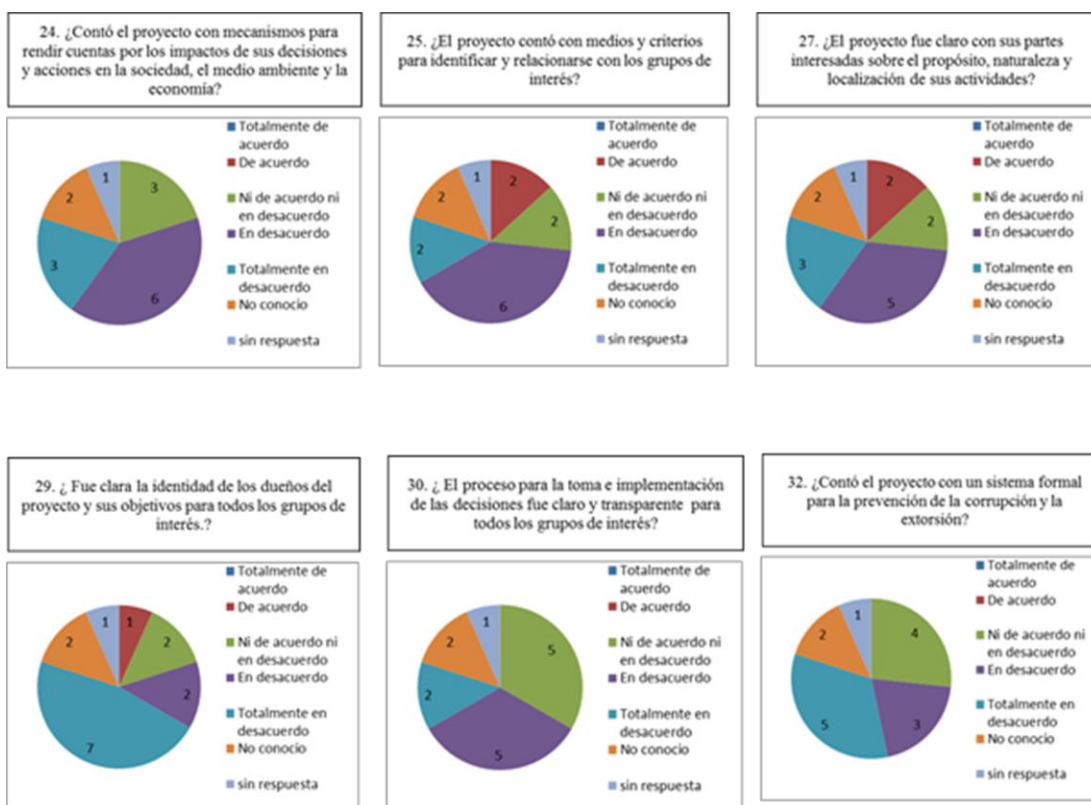 24. ¿Contó el proyecto con mecanismos para
rendir cuentas por los impactos de sus decisiones
y acciones en la sociedad, el medio ambiente y la
economía?
25. ¿El proyecto contó con medios y criterios
para identificar y relacionarse con los grupos de
interés?
27. ¿El proyecto fue claro con sus partes
interesadas sobre el propósito, naturaleza y
localización de sus actividades?
3
6
3
2
1
Totalmente de
acuerdo
De acuerdo
Ni de acuerdo ni
en desacuerdo
En desacuerdo
Totalmente en
desacuerdo
No conocio
sin respuesta
2
2
6
2
2
1
Totalmente de
acuerdo
De acuerdo
Ni de acuerdo ni
en desacuerdo
En desacuerdo
Totalmente en
desacuerdo
No conocio
sin respuesta
2
2
5
3
2
1
Totalmente de
acuerdo
De acuerdo
Ni de acuerdo ni
en desacuerdo
En desacuerdo
Totalmente en
desacuerdo
No conocio
sin respuesta
29. ¿ Fue clara la identidad de los dueños del
proyecto y sus objetivos para todos los grupos de
interés.?
30. ¿ El proceso para la toma e implementación
de las decisiones fue claro y transparente para
todos los grupos de interés?
32. ¿Contó el proyecto con un sistema formal
para la prevención de la corrupción y la
extorsión?
1
2
2
7
2
1
Totalmente de
acuerdo
De acuerdo
Ni de acuerdo ni
en desacuerdo
En desacuerdo
Totalmente en
desacuerdo
No conocio
sin respuesta
5
5
2
2
1
Totalmente de
acuerdo
De acuerdo
Ni de acuerdo ni
en desacuerdo
En desacuerdo
Totalmente en
desacuerdo
No conocio
sin respuesta
4
3
5
2
1
Totalmente de
acuerdo
De acuerdo
Ni de acuerdo ni
en desacuerdo
En desacuerdo
Totalmente en
desacuerdo
No conocio
sin respuesta